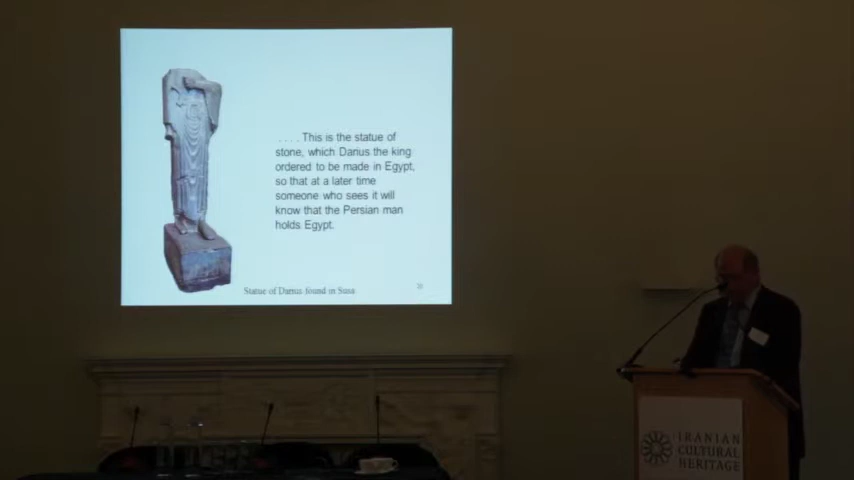 . . . . This is the statue of
stone, which Darius the king
ordered to be made in Egypt,
so that at a later time
someone who sees it will
know that the Persian man
holds Egypt.
Statue of Darius found in Susa
IRANIAN
CULTURAL
HERITAGE